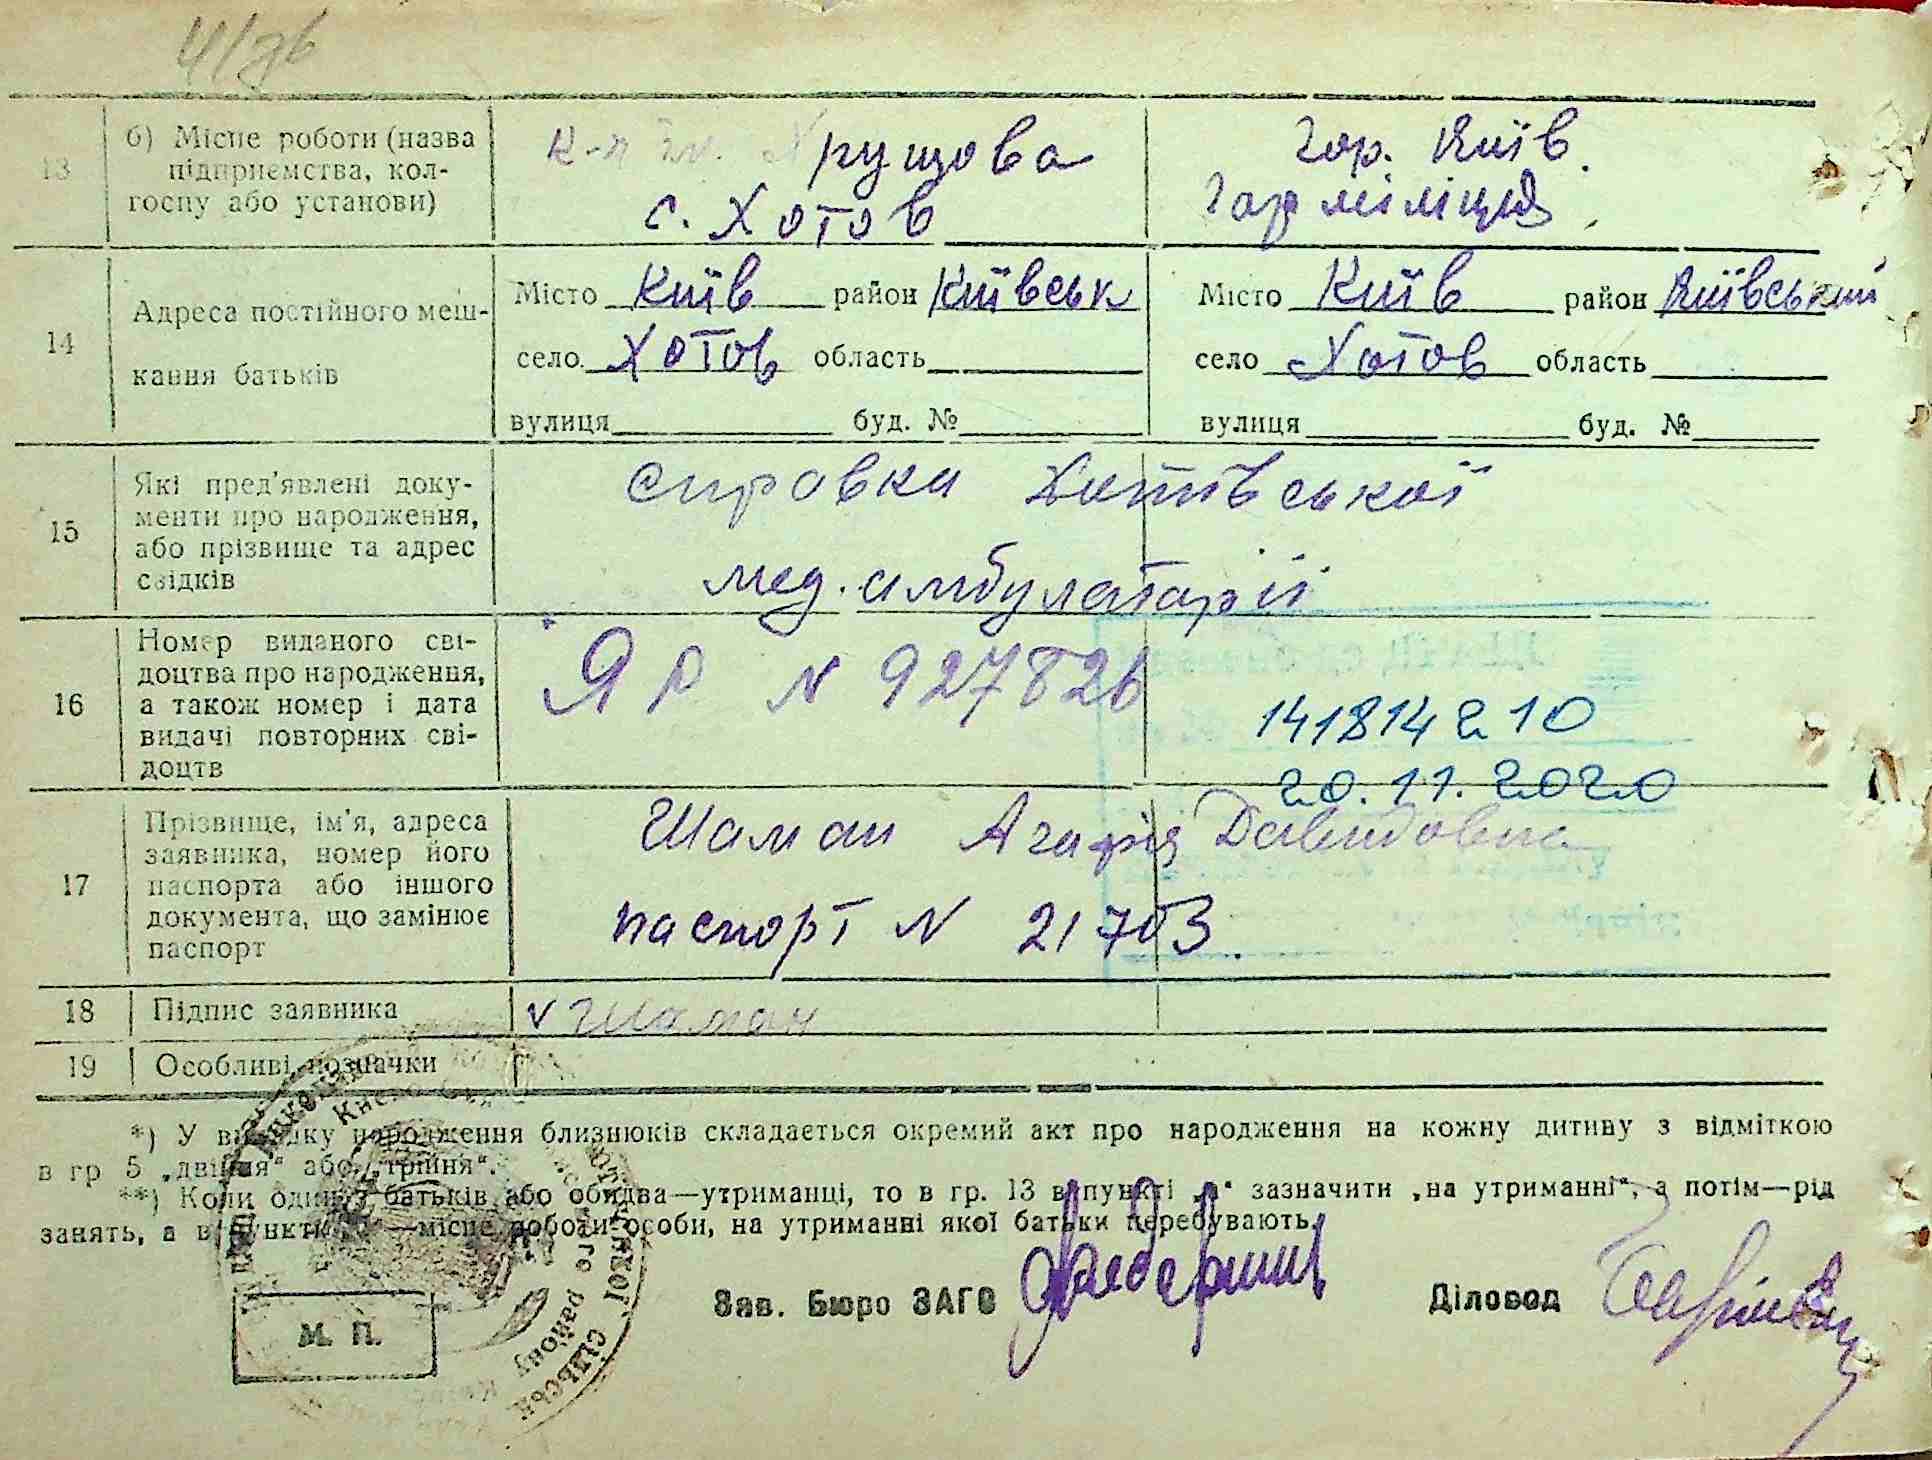 13
б) Місце роботи (назва
підприємства, кол-
госпу або установи)
к-п ім. Хрущова
с. Хотов
Гор. Київ.
Гор міліція
14
Адреса постійного меш-
кання батьків
Місто Київ район Київськ
село Хотов область
вулиця буд. №
Місто Київ район Київський
село Хотов область
вулиця буд. №
15
Які пред'явлені доку-
менти про народження,
або прізвище та адрес
свідків
Справка Хотівської
мед. амбулаторії
16
Номер виданого сві-
доцтва про народження,
а також номер і дата
видачі повторних сві-
доцтв
ЯР N 927826
141814 210
20.11.2020
17
Прізвище, ім'я, адреса
заявника, номер його
паспорта або іншого
документа, що замінює
паспорт
Шаман Агафія Давидовна
паспорт N 21703.
18
Підпис заявника
v Шаман
19
Особливі позначки
*) У випадку народження близнюків складається окремий акт про народження на кожну дитину з відміткою
в гр 5 „двійня“ або „трійня“.
**) Коли один з батьків або обидва—утриманці, то в гр. 13 в пункті „а“ зазначити „на утриманні“, а потім—рід
занять, а в пункті —місце роботи особи, на утриманні якої батьки перебувають.
Зав. Бюро ЗАГС
Діловод
М. П.